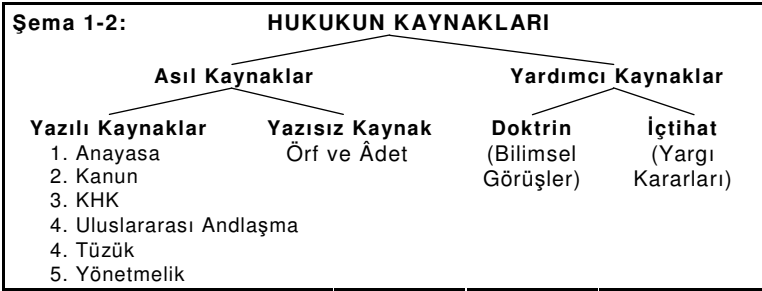 Şema 1-2: HUKUKUN KAYNAKLARI
Asıl Kaynaklar Yardımcı Kaynaklar
Yazılı Kaynaklar Yazısız Kaynak Doktrin İçtihat
1. Anayasa Örf ve Âdet (Bilimsel (Yargı
2. Kanun Görüşler) Kararları)
3. KHK
4. Uluslararası Andlaşma
4. Tüzük
5. Yönetmelik